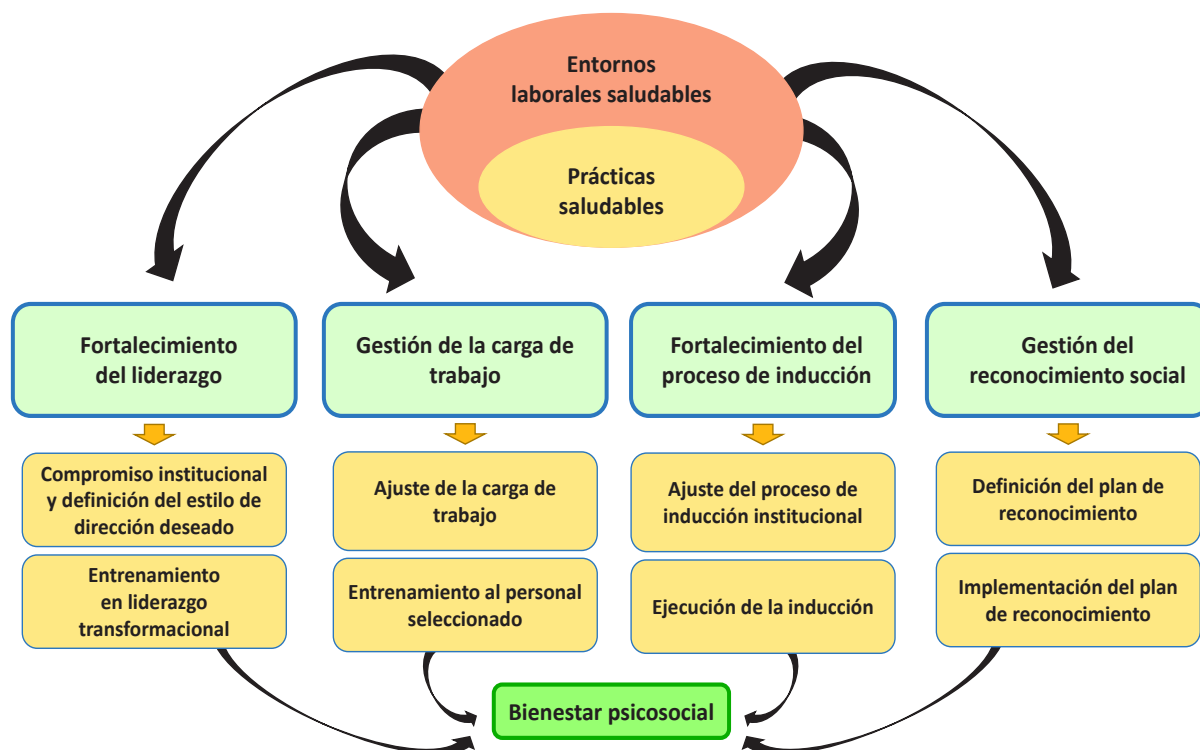 Entornos
laborales saludables
Prácticas
saludables
Fortalecimiento
del liderazgo
Gestión de la carga de
trabajo
Fortalecimiento del
proceso de inducción
Gestión del
reconocimiento social
Compromiso institucional
y definición del estilo de
dirección deseado
Ajuste de la carga de
trabajo
Ajuste del proceso de
inducción institucional
Definición del plan de
reconocimiento
Entrenamiento
en liderazgo
transformacional
Entrenamiento al personal
seleccionado
Ejecución de la inducción
Implementación del plan
de reconocimiento
Bienestar psicosocial